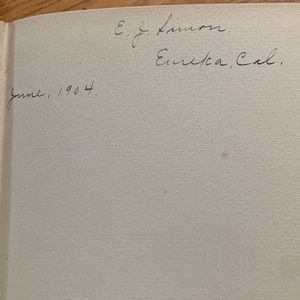 E. J. Simon
Eureka, Cal.
June, 1904.